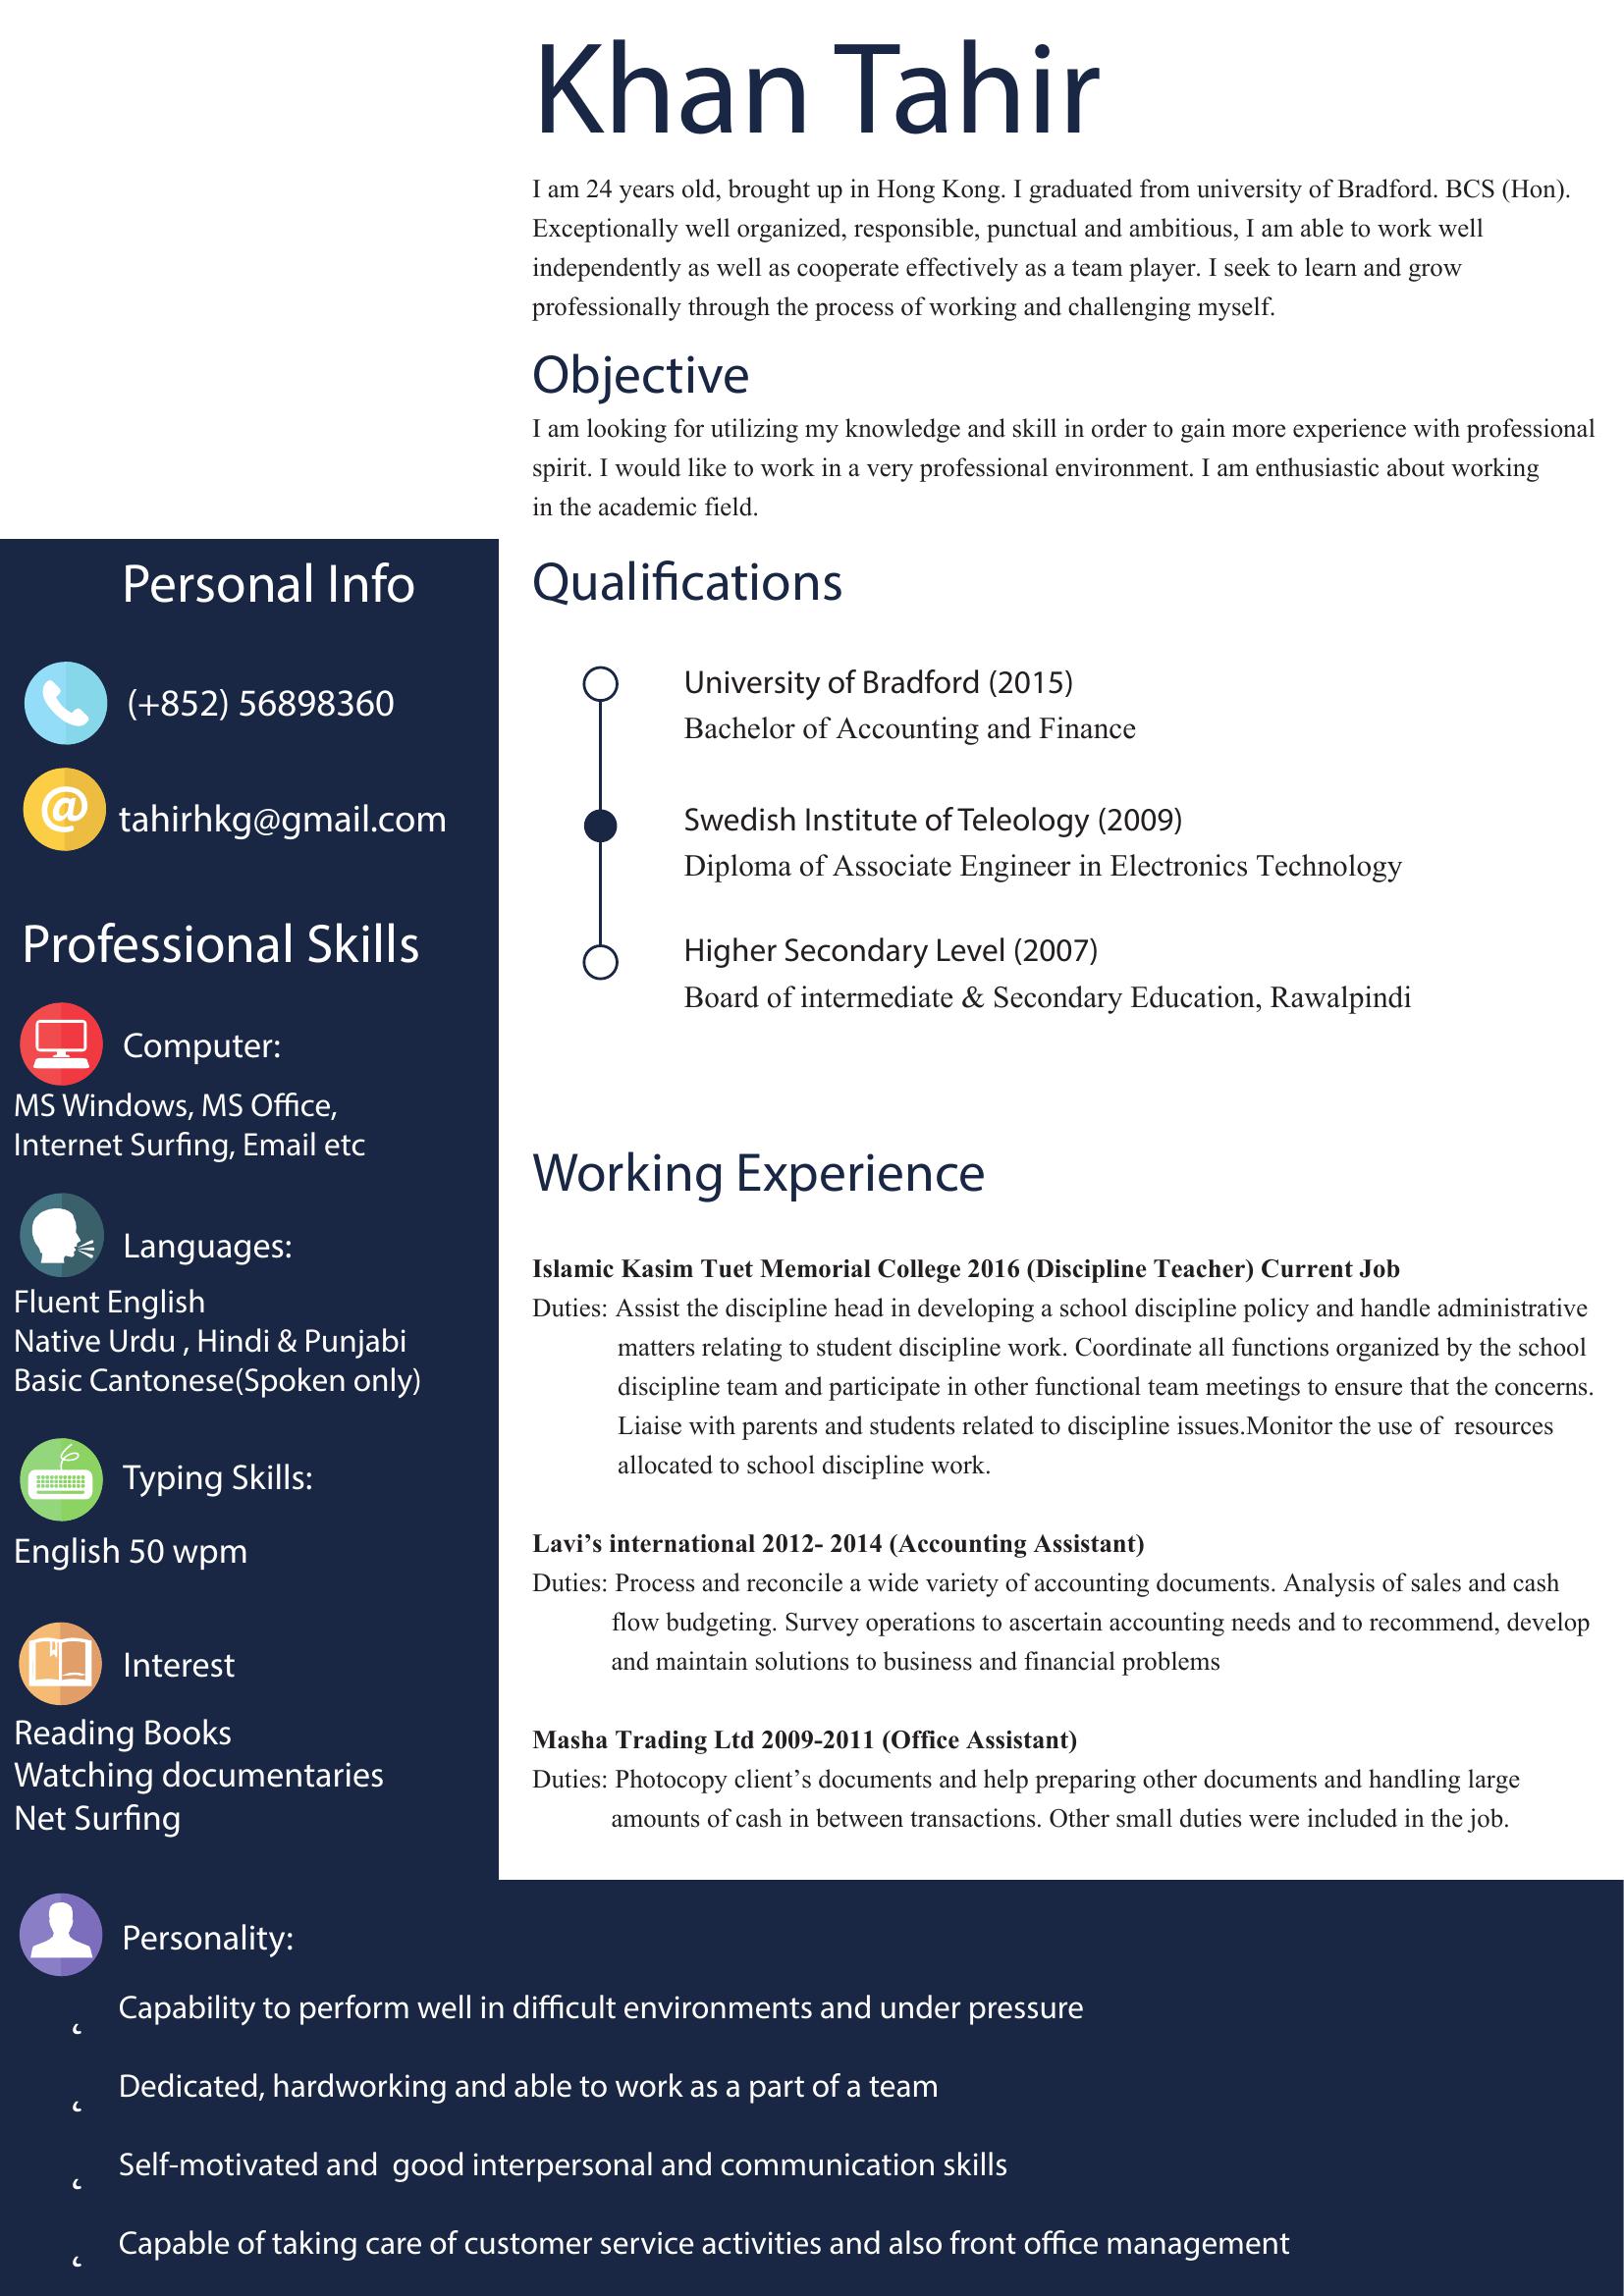 Khan Tahir
I am 24 years old, brought up in Hong Kong. I graduated from university of Bradford. BCS (Hon).
Exceptionally well organized, responsible, punctual and ambitious, I am able to work well
independently as well as cooperate effectively as a team player. I seek to learn and grow
professionally through the process of working and challenging myself.
Objective
I am looking for utilizing my knowledge and skill in order to gain more experience with professional
spirit. I would like to work in a very professional environment. I am enthusiastic about working
in the academic field.
Personal Info
(+852) 56898360
@
tahirhkg@gmail.com
Professional Skills
Computer:
MS Windows, MS Office,
Internet Surfing, Email etc
Languages:
Fluent English
Native Urdu , Hindi & Punjabi
Basic Cantonese(Spoken only)
Typing Skills:
English 50 wpm
Interest
Reading Books
Watching documentaries
Net Surfing
Qualifications
University of Bradford (2015)
Bachelor of Accounting and Finance
Swedish Institute of Teleology (2009)
Diploma of Associate Engineer in Electronics Technology
Higher Secondary Level (2007)
Board of intermediate & Secondary Education, Rawalpindi
Working Experience
Islamic Kasim Tuet Memorial College 2016 (Discipline Teacher) Current Job
Duties: Assist the discipline head in developing a school discipline policy and handle administrative
matters relating to student discipline work. Coordinate all functions organized by the school
discipline team and participate in other functional team meetings to ensure that the concerns.
Liaise with parents and students related to discipline issues.Monitor the use of  resources
allocated to school discipline work.
Lavi’s international 2012- 2014 (Accounting Assistant)
Duties: Process and reconcile a wide variety of accounting documents. Analysis of sales and cash
flow budgeting. Survey operations to ascertain accounting needs and to recommend, develop
and maintain solutions to business and financial problems
Masha Trading Ltd 2009-2011 (Office Assistant)
Duties: Photocopy client’s documents and help preparing other documents and handling large
amounts of cash in between transactions. Other small duties were included in the job.
Personality:
Capability to perform well in difficult environments and under pressure
Dedicated, hardworking and able to work as a part of a team
Self-motivated and  good interpersonal and communication skills
Capable of taking care of customer service activities and also front office management